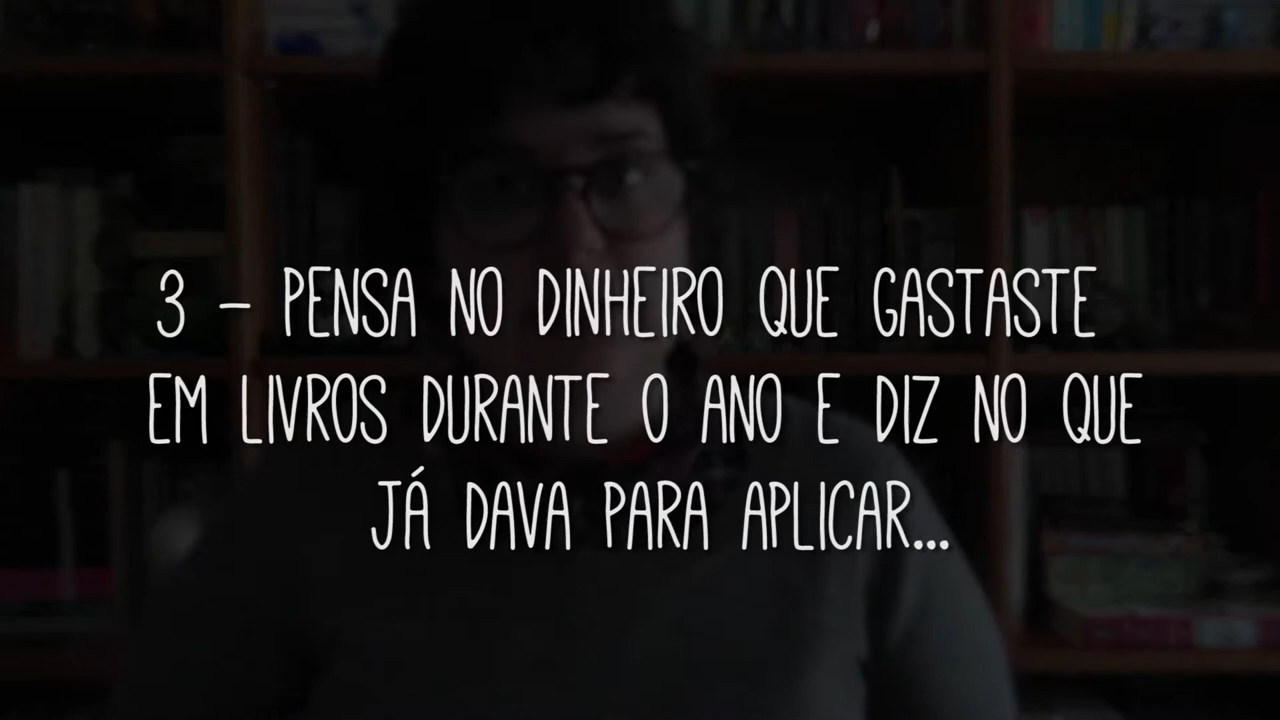 3 – PENSA NO DINHEIRO QUE GASTASTE
EM LIVROS DURANTE O ANO E DIZ NO QUE
JÁ DAVA PARA APLICAR...